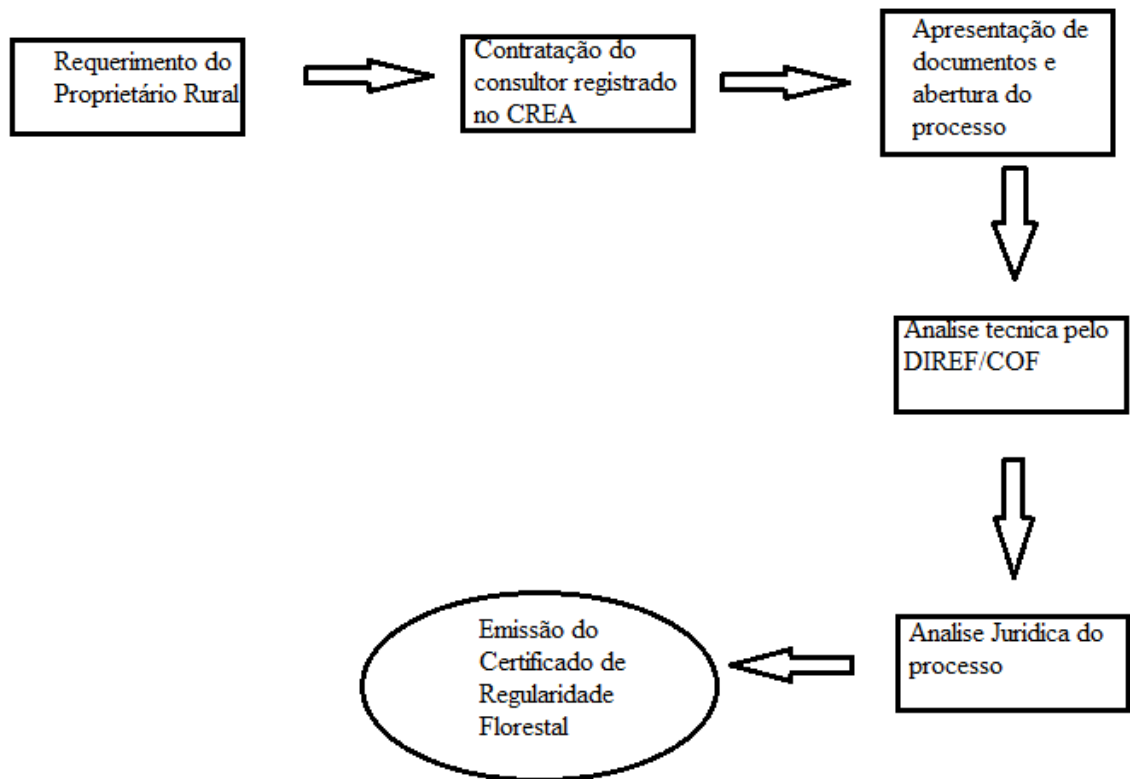 Requerimento do
Proprietário Rural
Contratação do
consultor registrado
no CREA
Apresentação de
documentos e
abertura do
processo
Analise tecnica pelo
DIREF/COF
Analise Juridica do
processo
Emissão do
Certificado de
Regularidade
Florestal